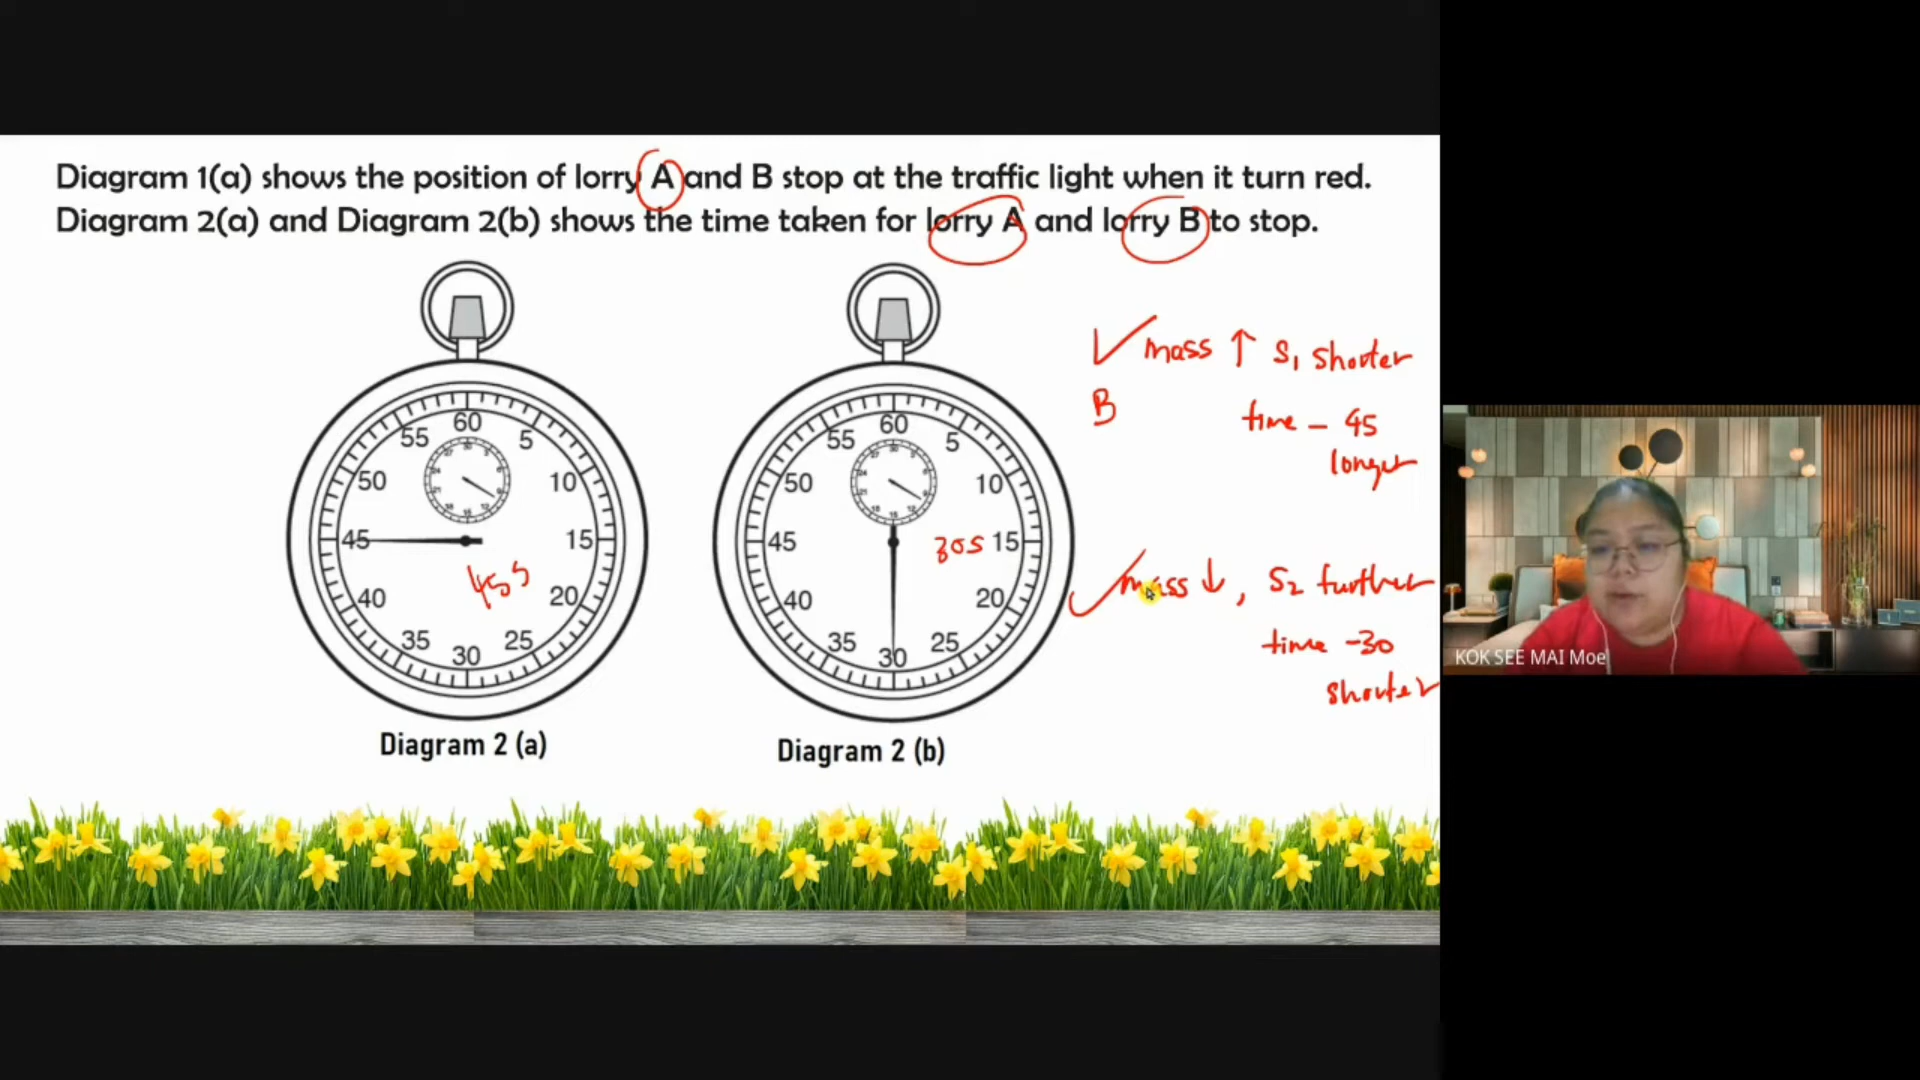 Diagram 1(a) shows the position of lorry A and B stop at the traffic light when it turn red.
Diagram 2(a) and Diagram 2(b) shows the time taken for lorry A and lorry B to stop.
60
55 5
50 10
45 15
40 20
35 25
30
45s
Diagram 2 (a)
60
55 5
50 10
45 15
40 20
35 25
30
30s
Diagram 2 (b)
mass ↑ S1 shorter
B
time - 45
longer
mass ↓, S2 further
time -30
shorter
KOK SEE MAI Moe